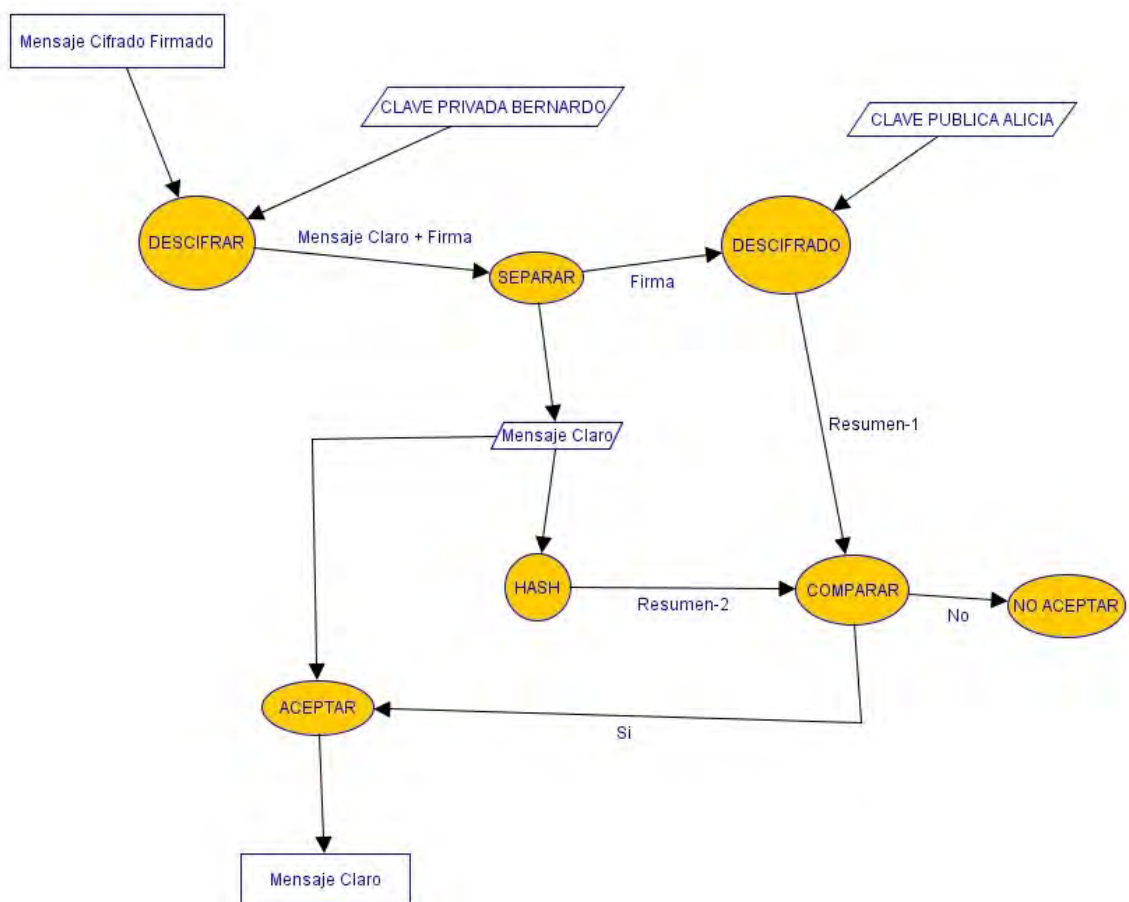 Mensaje Cifrado Firmado
CLAVE PRIVADA BERNARDO
CLAVE PUBLICA ALICIA
DESCIFRAR
Mensaje Claro + Firma
SEPARAR
Firma
DESCIFRADO
Resumen-1
Mensaje Claro
HASH
Resumen-2
COMPARAR
No
NO ACEPTAR
ACEPTAR
Si
Mensaje Claro